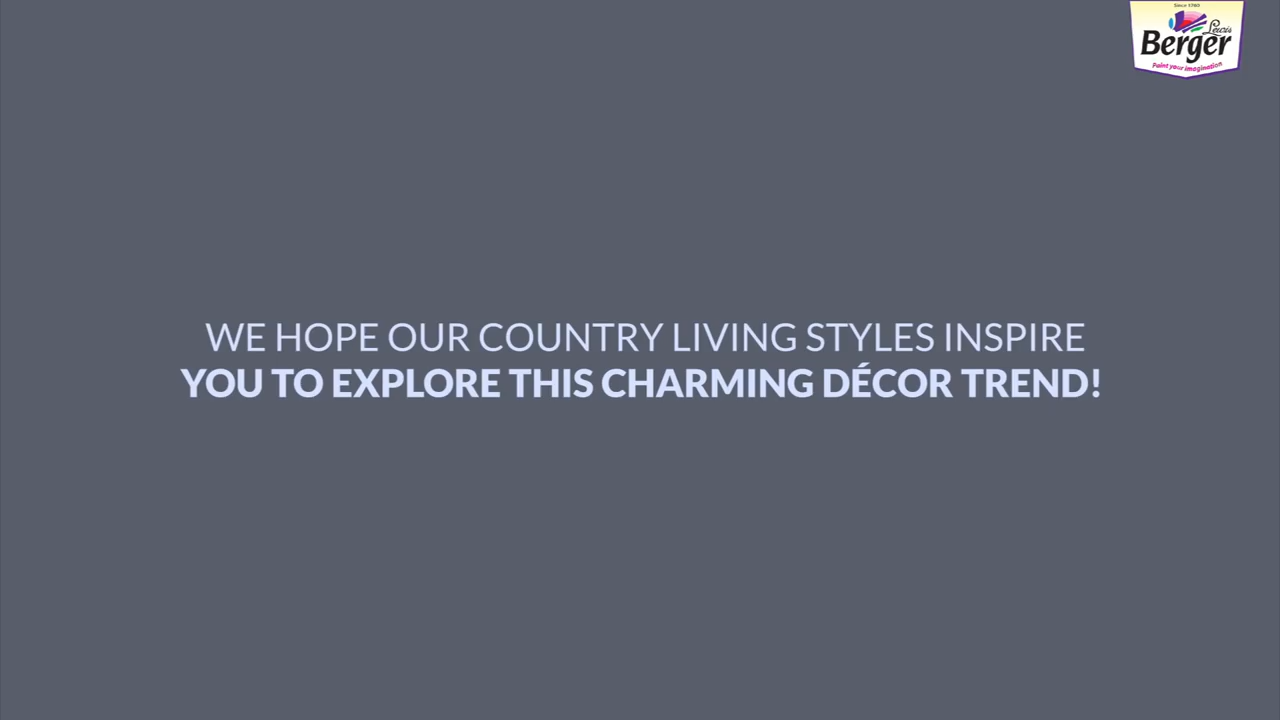 Since 1760
Lewis
Berger
Paint your imagination
WE HOPE OUR COUNTRY LIVING STYLES INSPIRE
YOU TO EXPLORE THIS CHARMING DÉCOR TREND!